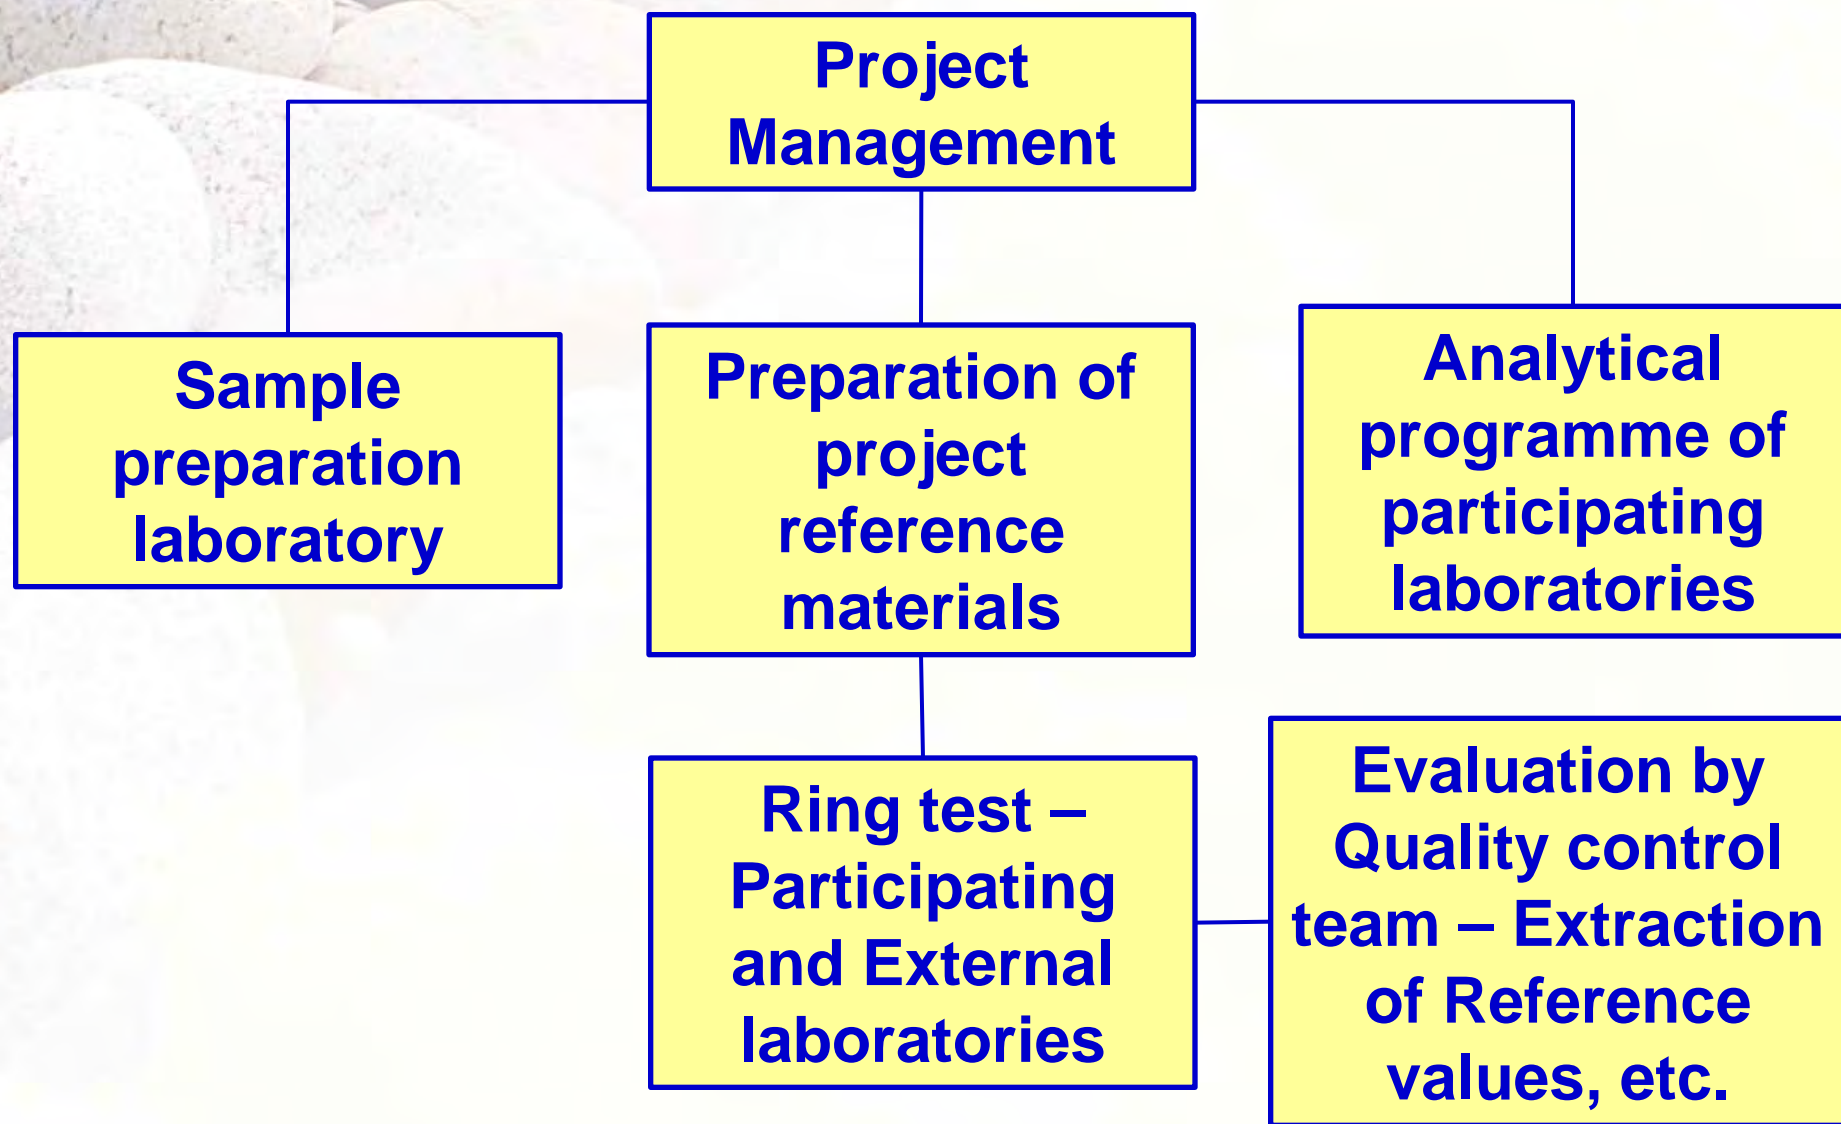 Project
Management
Sample
preparation
laboratory
Preparation of
project
reference
materials
Analytical
programme of
participating
laboratories
Ring test –
Participating
and External
laboratories
Evaluation by
Quality control
team – Extraction
of Reference
values, etc.